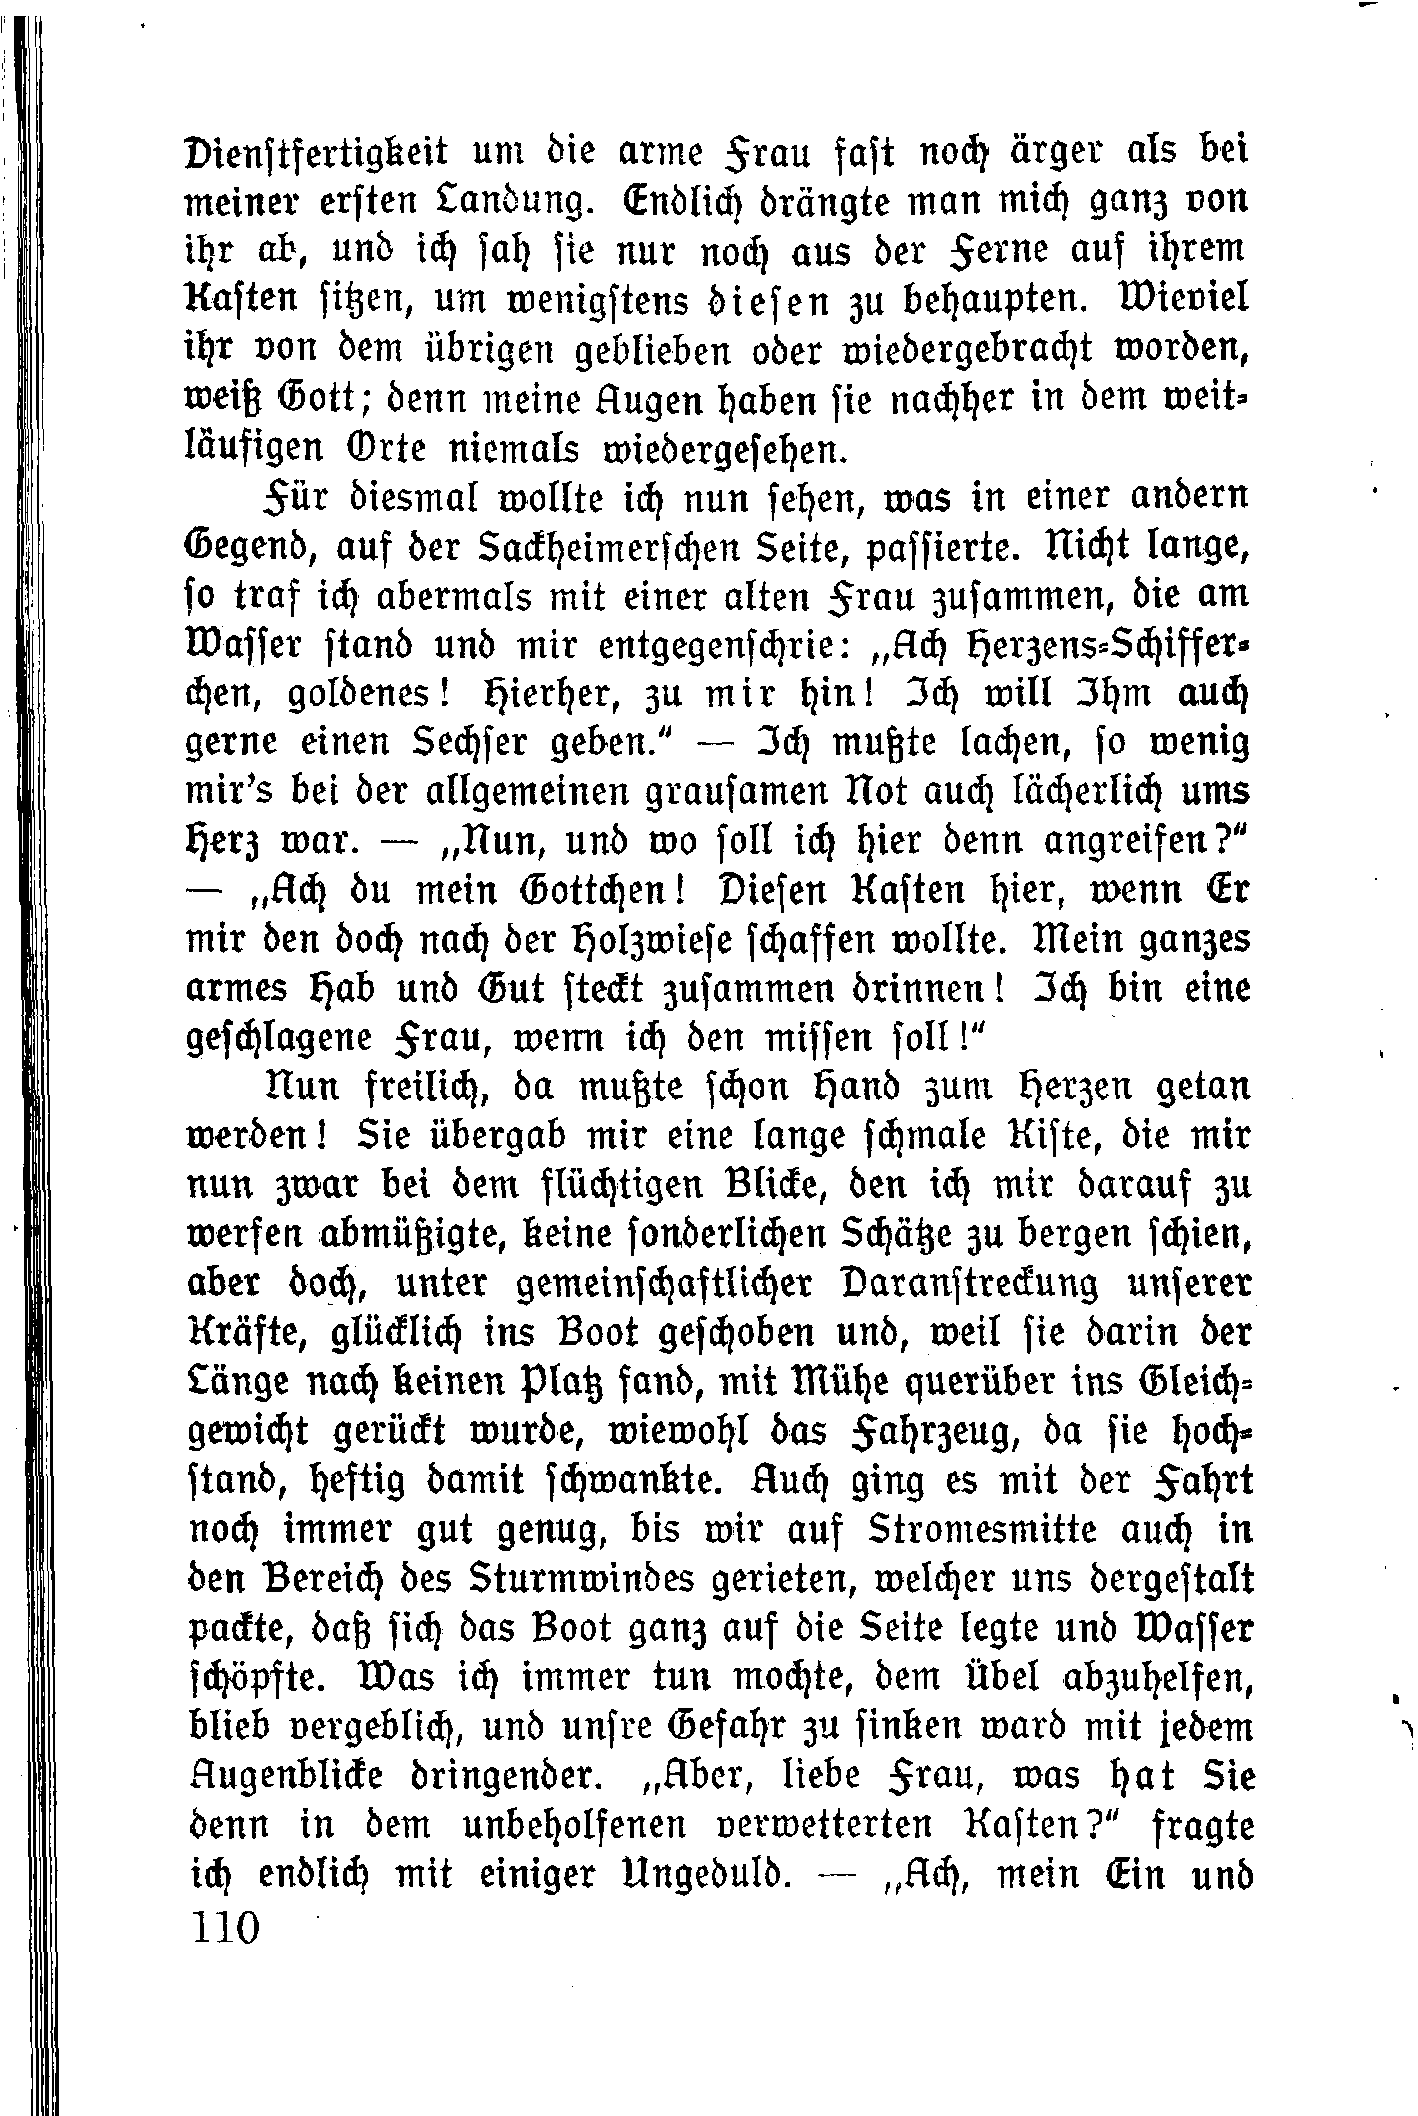 Dienstfertigkeit um die arme Frau fast noch ärger als bei
meiner ersten Landung. Endlich drängte man mich ganz von
ihr ab, und ich sah sie nur noch aus der Ferne auf ihrem
Kasten sitzen, um wenigstens diesen zu behaupten. Wieviel
ihr von dem übrigen geblieben oder wiedergebracht worden,
weiß Gott; denn meine Augen haben sie nachher in dem weit-
läufigen Orte niemals wiedergesehen.
Für diesmal wollte ich nun sehen, was in einer andern
Gegend, auf der Sackheimerschen Seite, passierte. Nicht lange,
so traf ich abermals mit einer alten Frau zusammen, die am
Wasser stand und mir entgegenschrie: „Ach Herzens-Schiffer-
chen, goldenes! Hierher, zu mir hin! Ich will Ihm auch
gerne einen Sechser geben.“ — Ich mußte lachen, so wenig
mir's bei der allgemeinen grausamen Not auch lächerlich ums
Herz war. — „Nun, und wo soll ich hier denn angreifen?“
— „Ach du mein Gottchen! Diesen Kasten hier, wenn Er
mir den doch nach der Holzwiese schaffen wollte. Mein ganzes
armes Hab und Gut steckt zusammen drinnen! Ich bin eine
geschlagene Frau, wenn ich den missen soll!“
Nun freilich, da mußte schon Hand zum Herzen getan
werden! Sie übergab mir eine lange schmale Kiste, die mir
nun zwar bei dem flüchtigen Blicke, den ich mir darauf zu
werfen abmüßigte, keine sonderlichen Schätze zu bergen schien,
aber doch, unter gemeinschaftlicher Daranstreckung unserer
Kräfte, glücklich ins Boot geschoben und, weil sie darin der
Länge nach keinen Platz fand, mit Mühe querüber ins Gleich-
gewicht gerückt wurde, wiewohl das Fahrzeug, da sie hoch-
stand, heftig damit schwankte. Auch ging es mit der Fahrt
noch immer gut genug, bis wir auf Stromesmitte auch in
den Bereich des Sturmwindes gerieten, welcher uns dergestalt
packte, daß sich das Boot ganz auf die Seite legte und Wasser
schöpfte. Was ich immer tun mochte, dem Übel abzuhelfen,
blieb vergeblich, und unsre Gefahr zu sinken ward mit jedem
Augenblicke dringender. „Aber, liebe Frau, was hat Sie
denn in dem unbeholfenen verwetterten Kasten?“ fragte
ich endlich mit einiger Ungeduld. — „Ach, mein Ein und
110